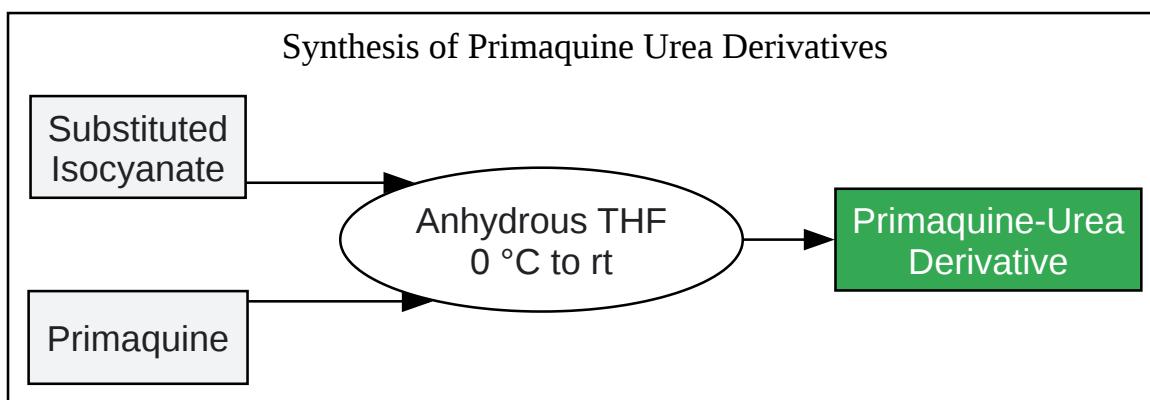 Synthesis of Primaquine Urea Derivatives
Substituted
Isocyanate
Anhydrous THF
0 °C to rt
Primaquine-Urea
Derivative
Primaquine